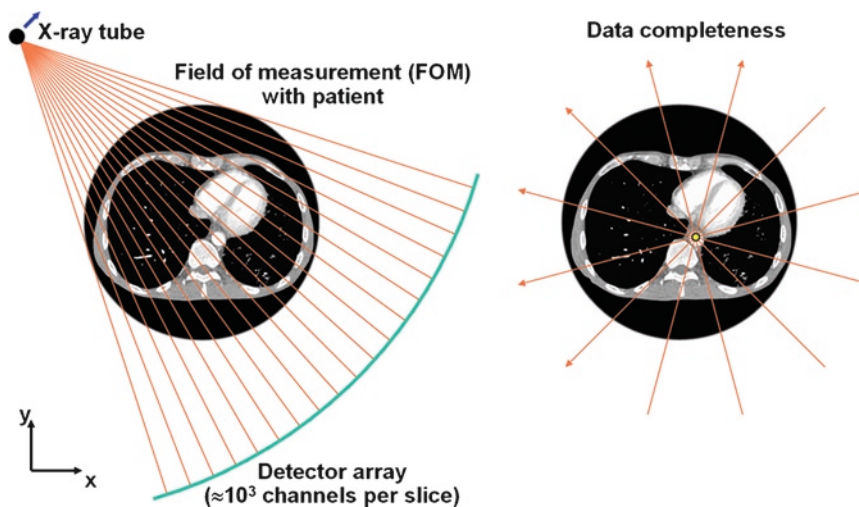 X-ray tube
Field of measurement (FOM)
with patient
Data completeness
y
x
Detector array
(≈10³ channels per slice)